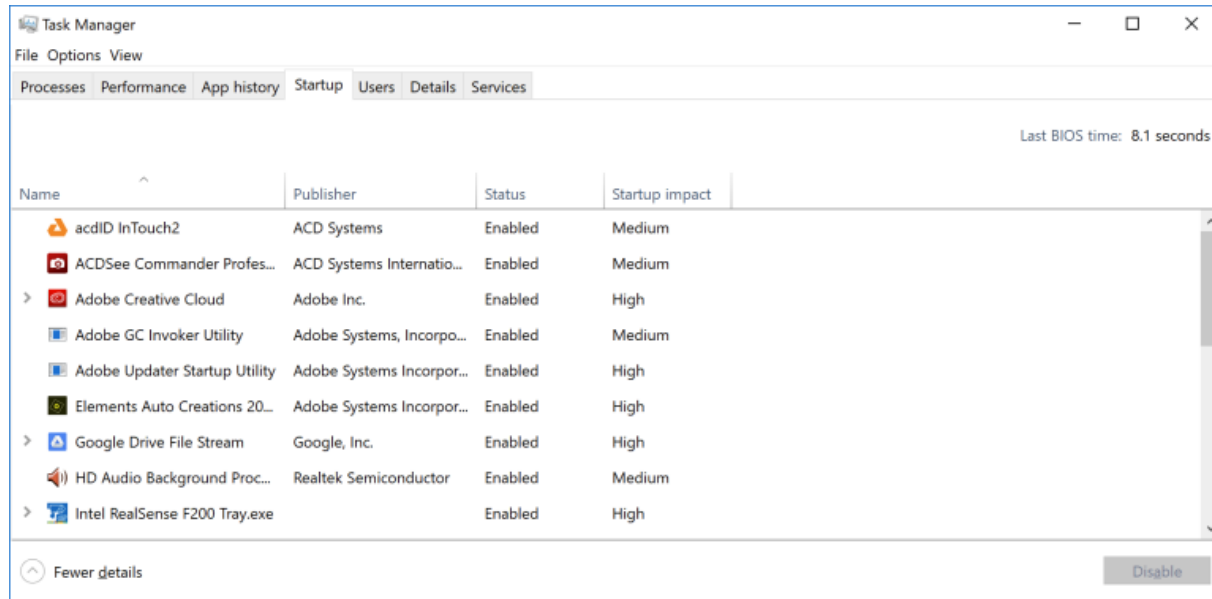 Task Manager
File Options View
Processes Performance App history Startup Users Details Services
Last BIOS time: 8.1 seconds
Name Publisher Status Startup impact
acdID InTouch2 ACD Systems Enabled Medium
ACDSee Commander Profes... ACD Systems Internatio... Enabled Medium
Adobe Creative Cloud Adobe Inc. Enabled High
Adobe GC Invoker Utility Adobe Systems, Incorpo... Enabled Medium
Adobe Updater Startup Utility Adobe Systems Incorpor... Enabled High
Elements Auto Creations 20... Adobe Systems Incorpor... Enabled High
Google Drive File Stream Google, Inc. Enabled High
HD Audio Background Proc... Realtek Semiconductor Enabled Medium
Intel RealSense F200 Tray.exe Enabled High
Fewer details Disable